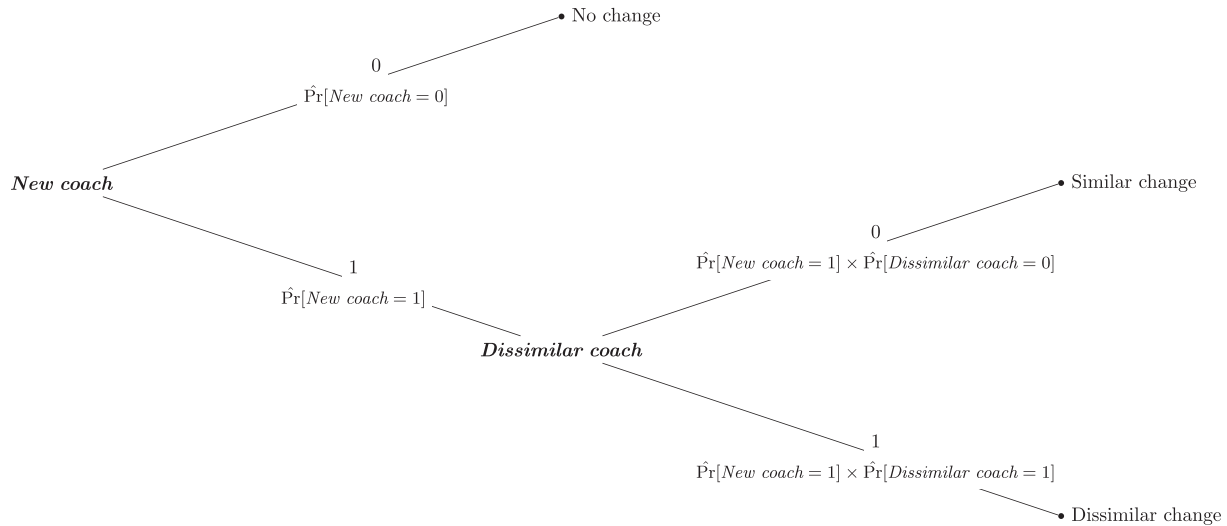 No change
0
P̂r[New coach = 0]
New coach
Similar change
0
P̂r[New coach = 1] × P̂r[Dissimilar coach = 0]
1
P̂r[New coach = 1]
Dissimilar coach
1
P̂r[New coach = 1] × P̂r[Dissimilar coach = 1]
Dissimilar change